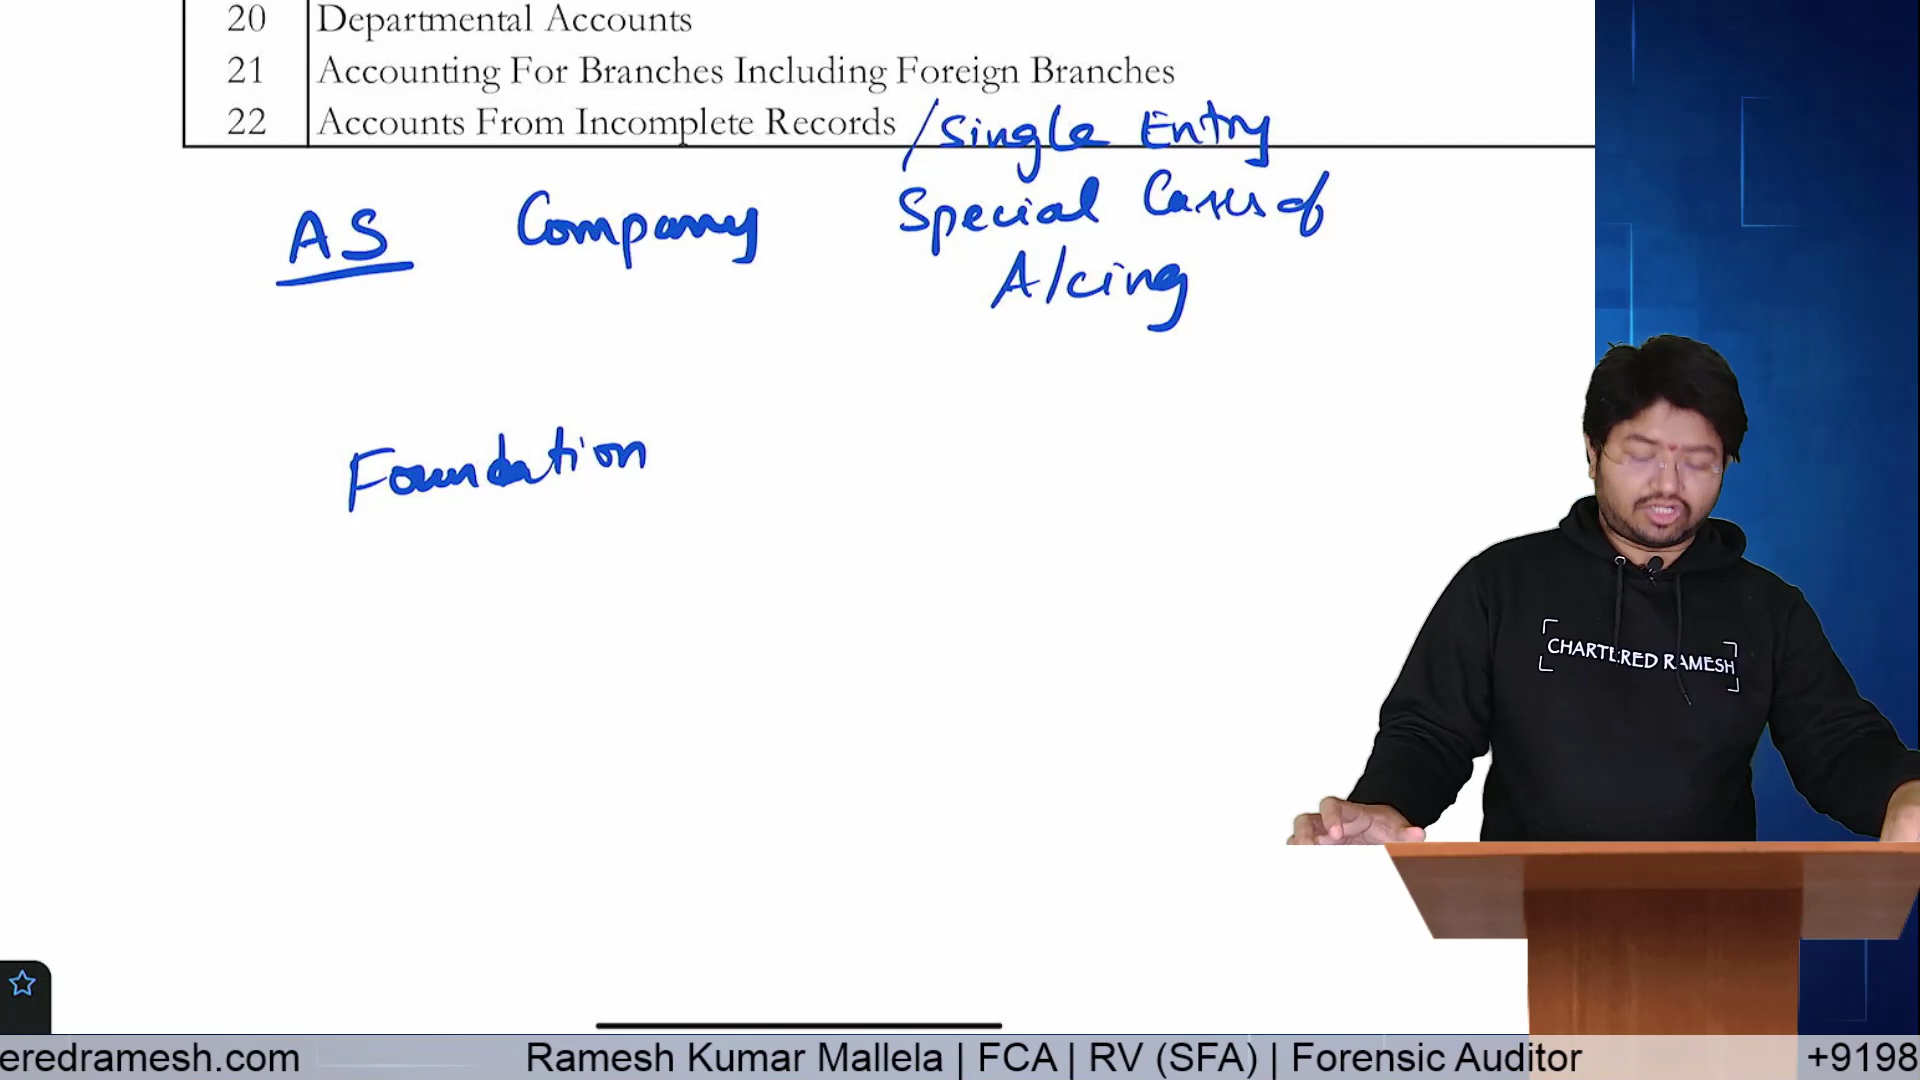 20 Departmental Accounts
21 Accounting For Branches Including Foreign Branches
22 Accounts From Incomplete Records /Single Entry
AS Company Special Cases of
A/cing
Foundation
CHARTERED RAMESH
eredramesh.com Ramesh Kumar Mallela | FCA | RV (SFA) | Forensic Auditor +9198